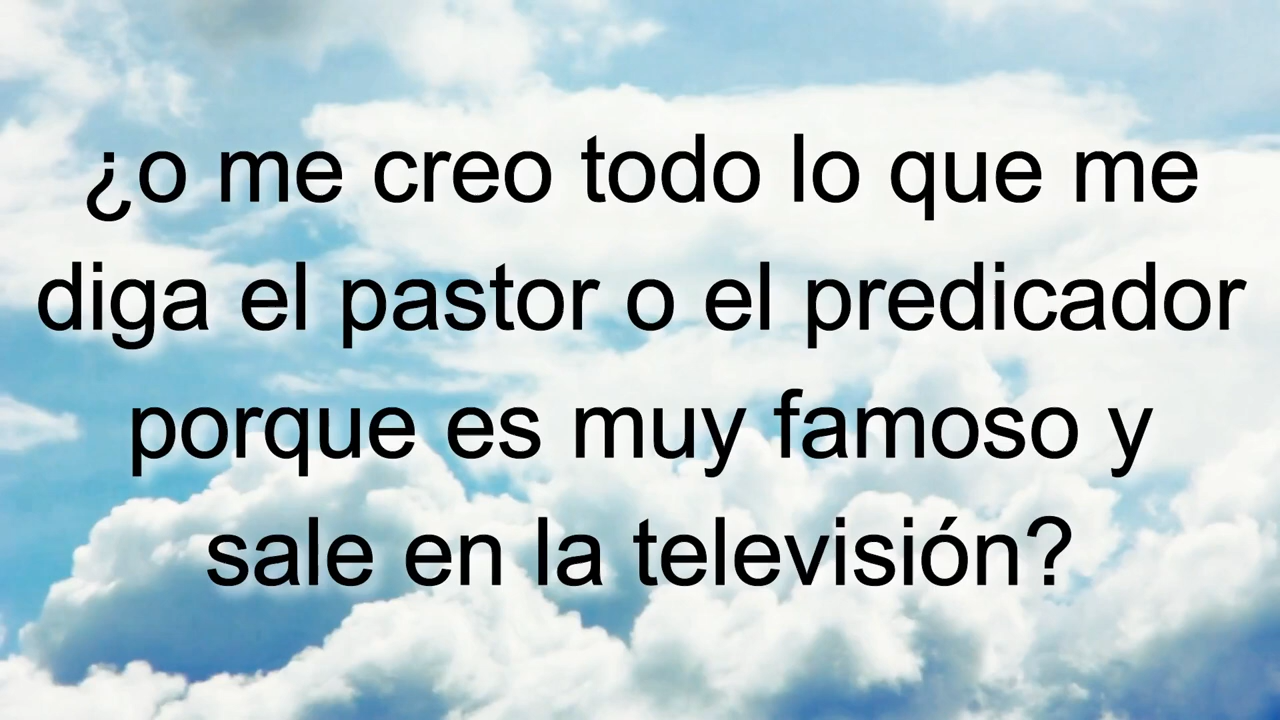 ¿o me creo todo lo que me
diga el pastor o el predicador
porque es muy famoso y
sale en la televisión?